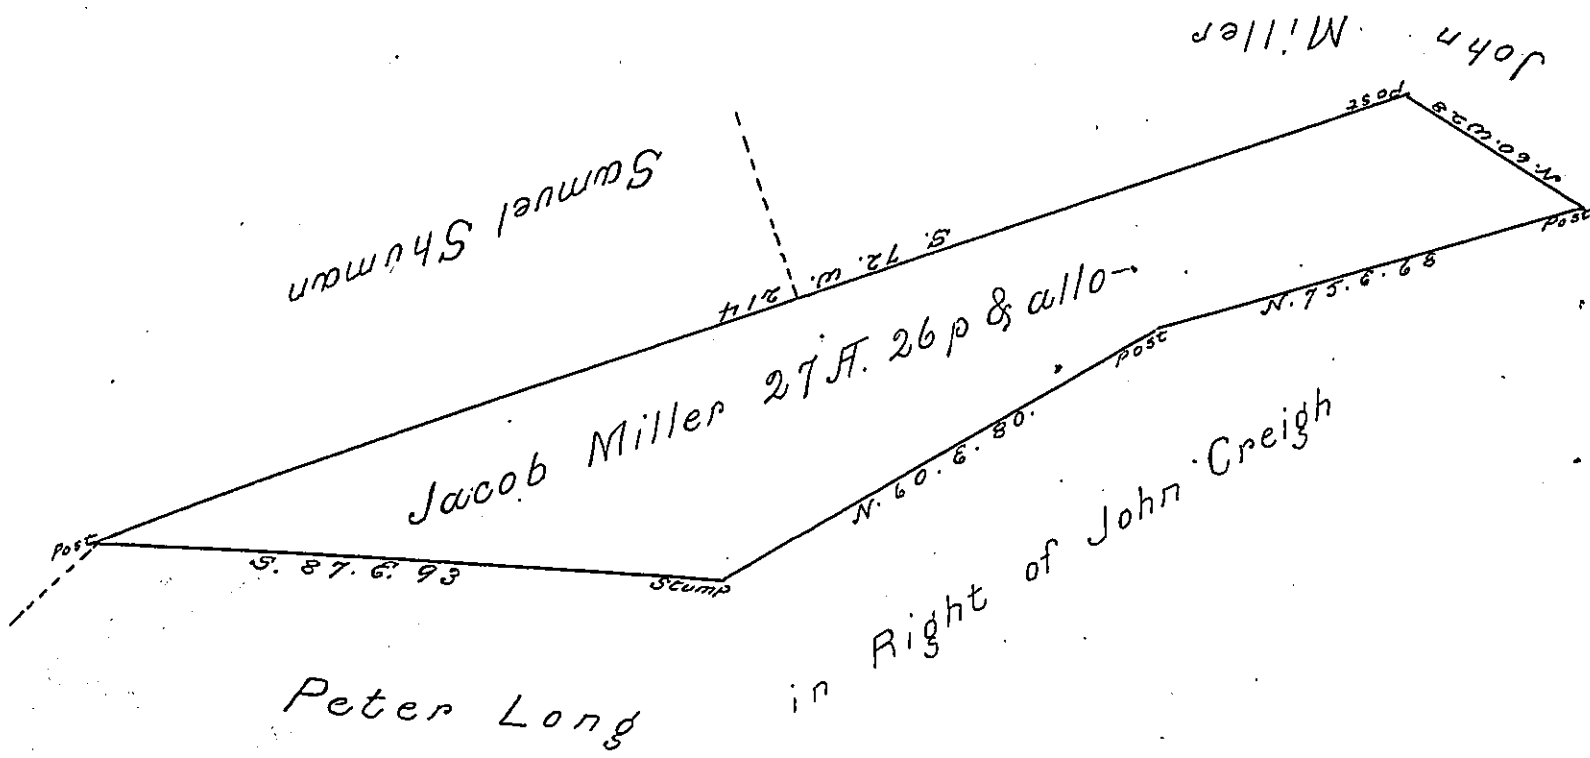 John Miller
Post
N. 60. W 28
Post
Samuel Shuman
S. 72. W. 214
Jacob Miller 27 A. 26 p & allo-
N. 75. E. 68
Post
N. 60. E. 80.
Post
S. 87. E. 93
Stump
Peter Long in Right of John Creigh